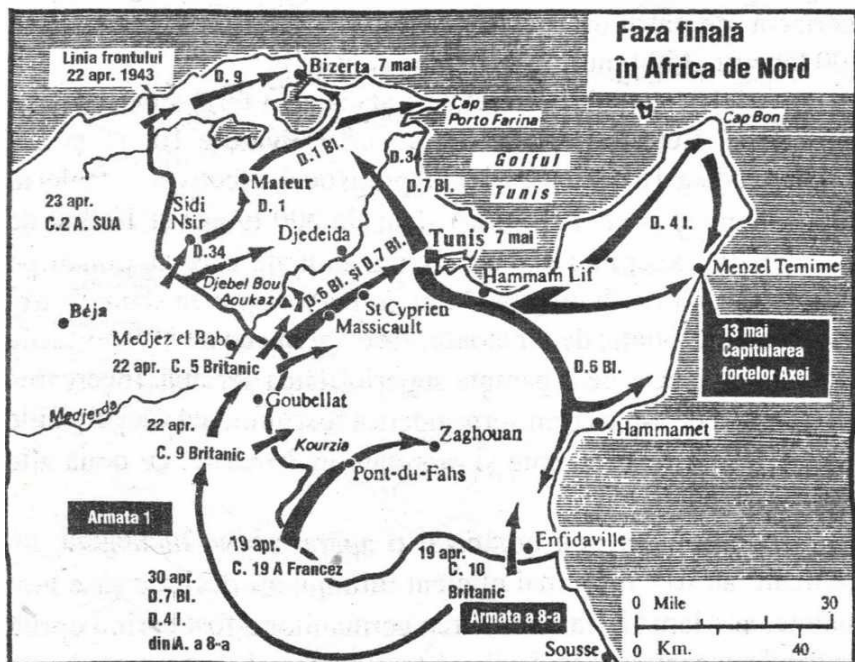 Faza finală
în Africa de Nord
Linia frontului
22 apr. 1943
D. 9
Bizerta 7 mai
Cap
Porto Farina
Cap Bon
D.1 Bl.
D.34
D.7 Bl.
Golful
Tunis
Mateur
D. 1
23 apr.
C.2 A. SUA
Sidi
Nsir
D.34
Djedeida
Tunis 7 mai
D. 4 I.
Djebel Bou
Aoukaz
D.6 Bl. și D.7 Bl.
Hammam Lif
Menzel Temime
Béja
St Cyprien
Massicault
13 mai
Capitularea
forțelor Axei
Medjez el Bab
22 apr. C. 5 Britanic
D.6 Bl.
Medjerda
Goubellat
22 apr.
C. 9 Britanic
Kourzia
Zaghouan
Hammamet
Pont-du-Fahs
Armata 1
19 apr.
C. 19 A Francez
19 apr.
C. 10
Britanic
Enfidaville
30 apr.
D.7 Bl.
D.4 I.
din A. a 8-a
Armata a 8-a
0 Mile 30
0 Km. 40
Sousse